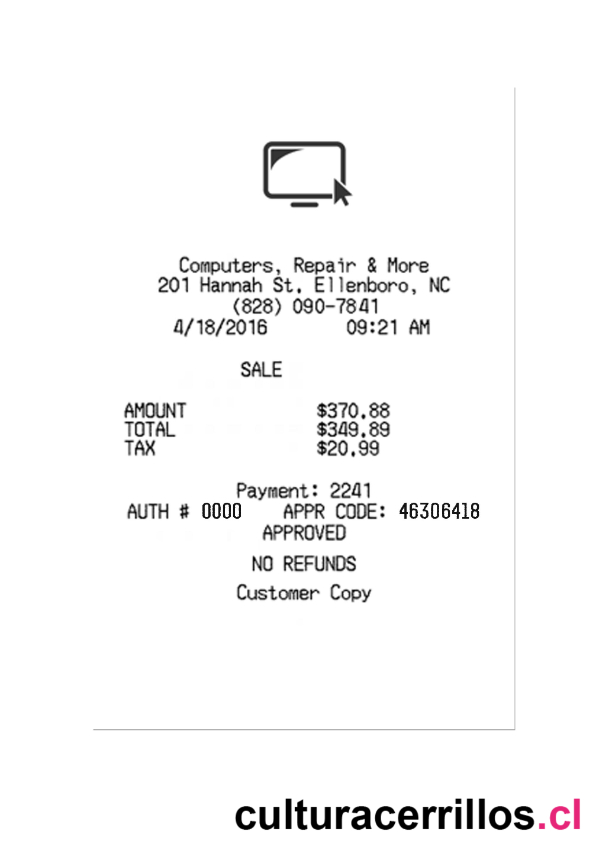 Computers, Repair & More
201 Hannah St. Ellenboro, NC
(828) 090-7841
4/18/2016 09:21 AM
SALE
AMOUNT $370.88
TOTAL $349.89
TAX $20.99
Payment: 2241
AUTH # 0000 APPR CODE: 46306418
APPROVED
NO REFUNDS
Customer Copy
culturacerrillos.cl